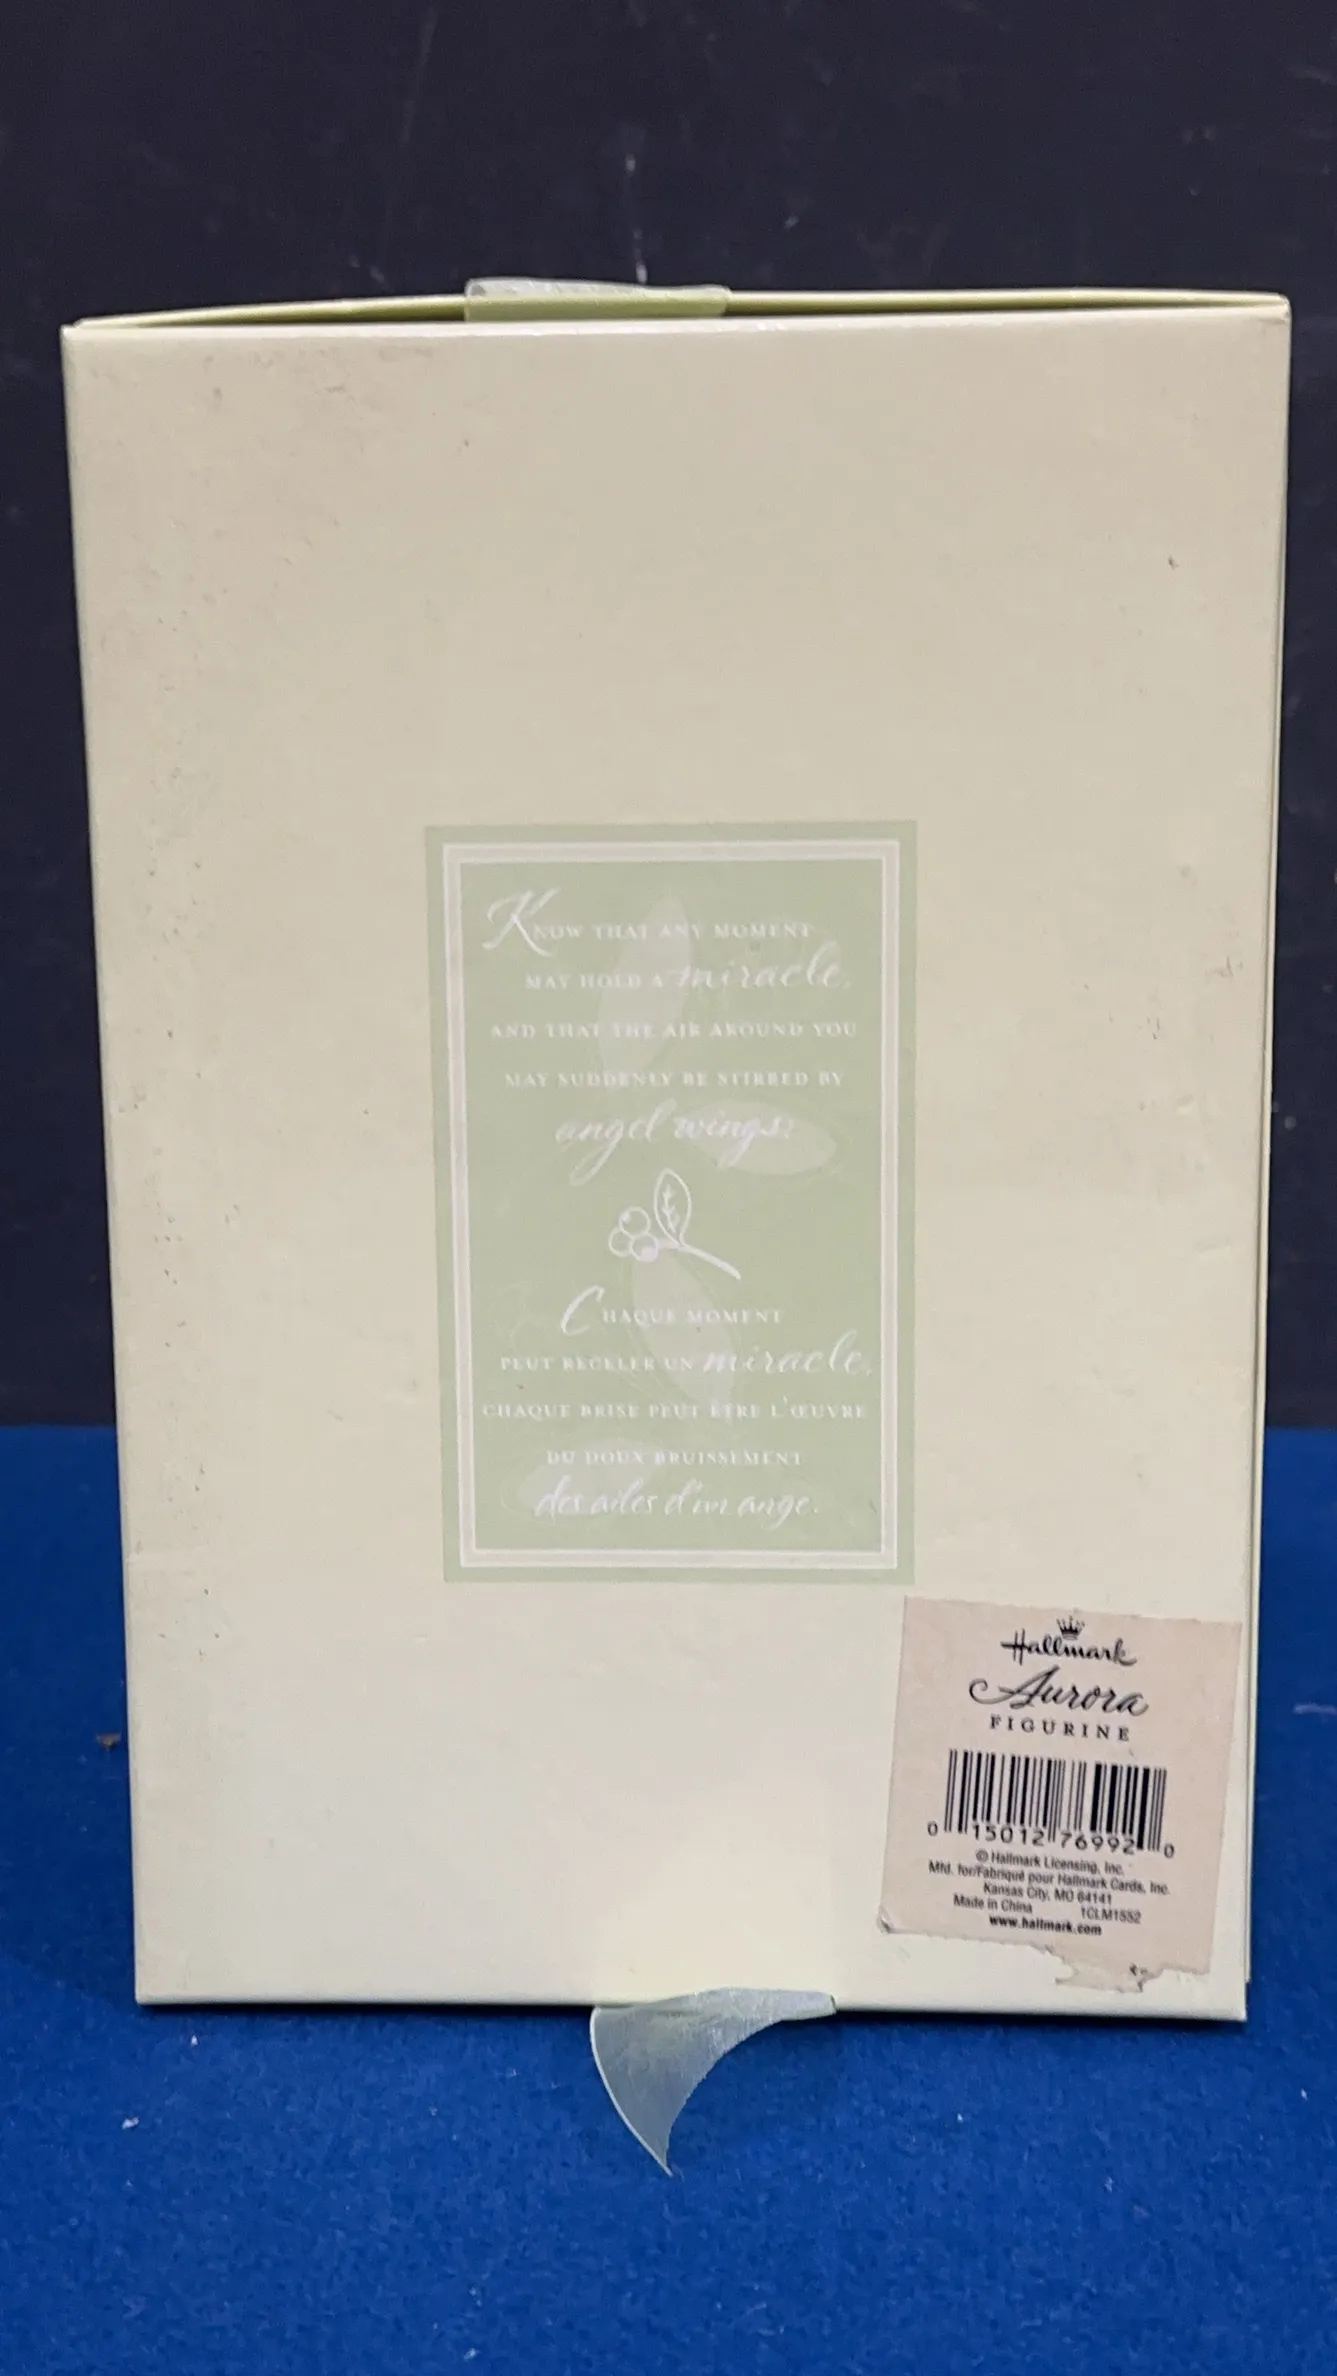 Know that any moment
may hold a miracle,
and that the air around you
may suddenly be stirred by
angel wings.
Chaque moment
peut receler un miracle,
chaque brise peut être l'œuvre
du doux bruissement
des ailes d'un ange.
Hallmark
Aurora
FIGURINE
0 15012 76992 0
© Hallmark Licensing, Inc.
Mfd. for/Fabriqué pour Hallmark Cards, Inc.
Kansas City, MO 64141
Made in China 1CLM1552
www.hallmark.com